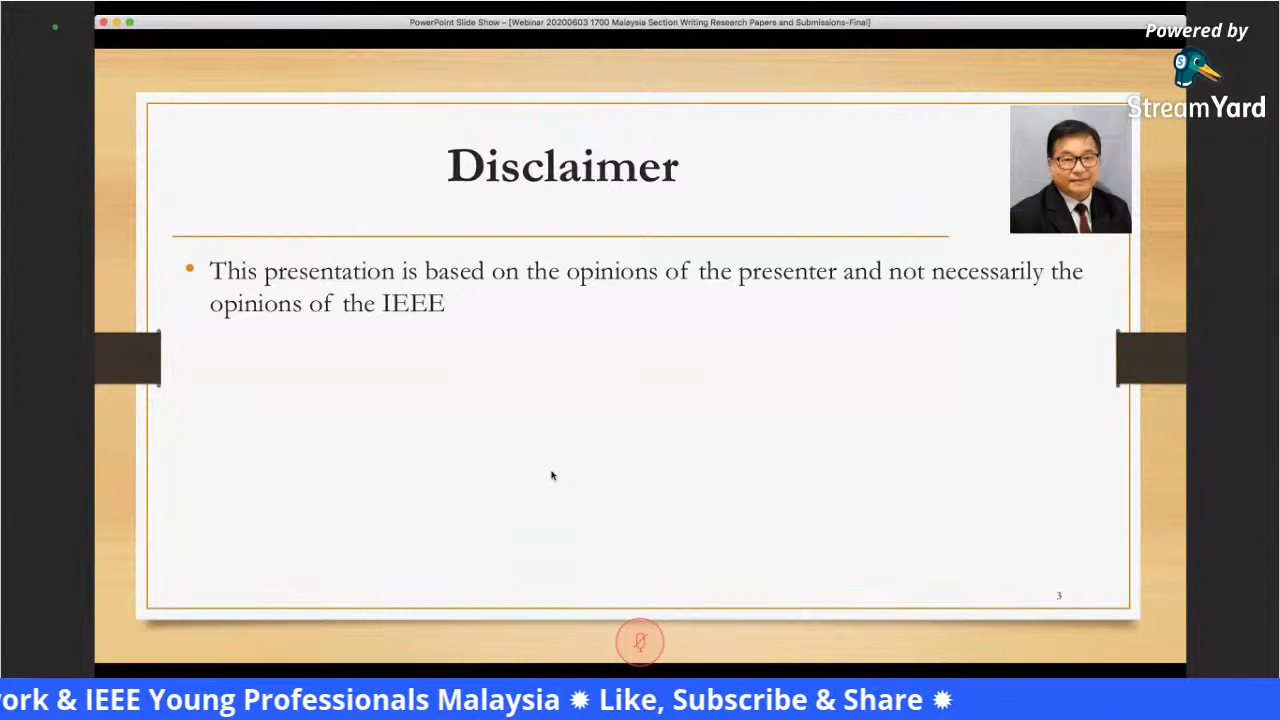 PowerPoint Slide Show – [Webinar 20200603 1700 Malaysia Section Writing Research Papers and Submissions-Final]
Powered by
S
StreamYard
Disclaimer
• This presentation is based on the opinions of the presenter and not necessarily the
opinions of the IEEE
3
work & IEEE Young Professionals Malaysia ✹ Like, Subscribe & Share ✹